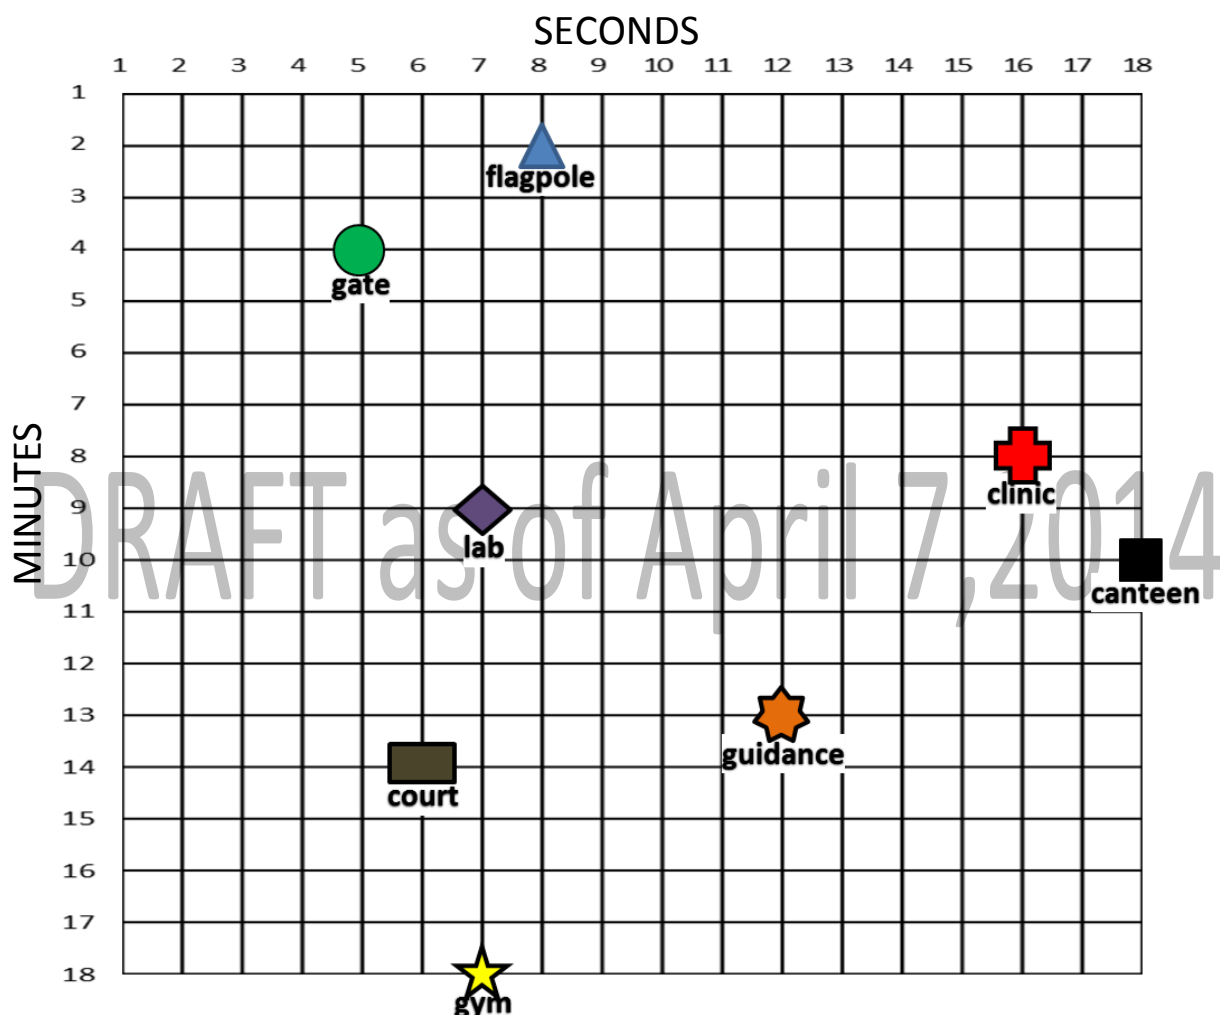 SECONDS
1 2 3 4 5 6 7 8 9 10 11 12 13 14 15 16 17 18
1
2
flagpole
3
4
gate
5
6
7
MINUTES
8
clinic
9
lab
DRAFT as of April 7,2014
10
canteen
11
12
13
guidance
14
court
15
16
17
18
gym